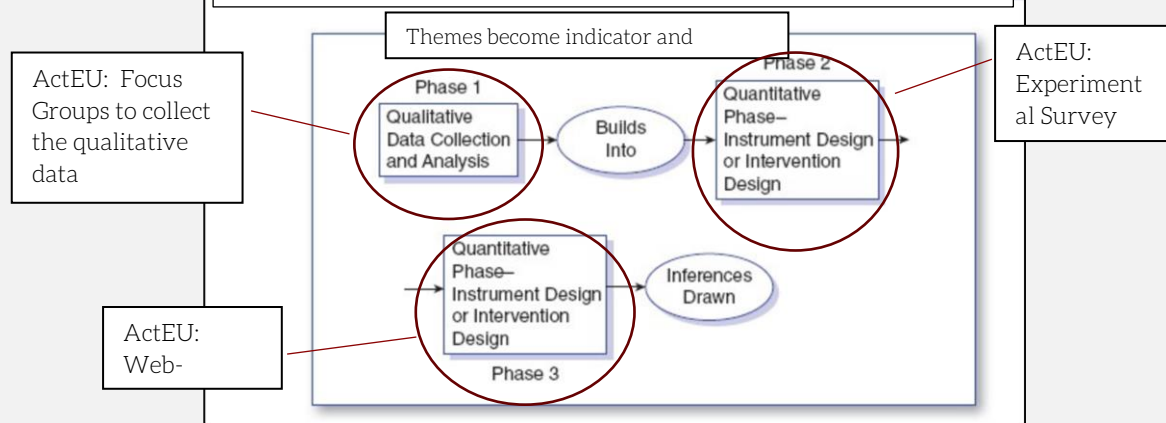 Themes become indicator and
ActEU: Focus
Groups to collect
the qualitative
data
Phase 1
Qualitative
Data Collection
and Analysis
Builds
Into
Phase 2
Quantitative
Phase–
Instrument Design
or Intervention
Design
ActEU:
Experiment
al Survey
ActEU:
Web-
Quantitative
Phase–
Instrument Design
or Intervention
Design
Phase 3
Inferences
Drawn